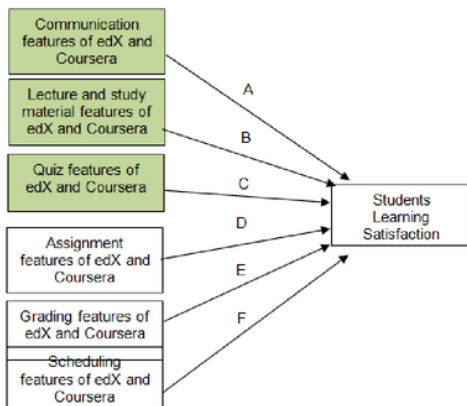 Communication
features of edX and
Coursera
A
Lecture and study
material features of
edX and Coursera
B
Quiz features of
edX and Coursera
C
Students
Learning
Satisfaction
D
Assignment
features of edX and
Coursera
E
Grading features of
edX and Coursera
F
Scheduling
features of edX and
Coursera